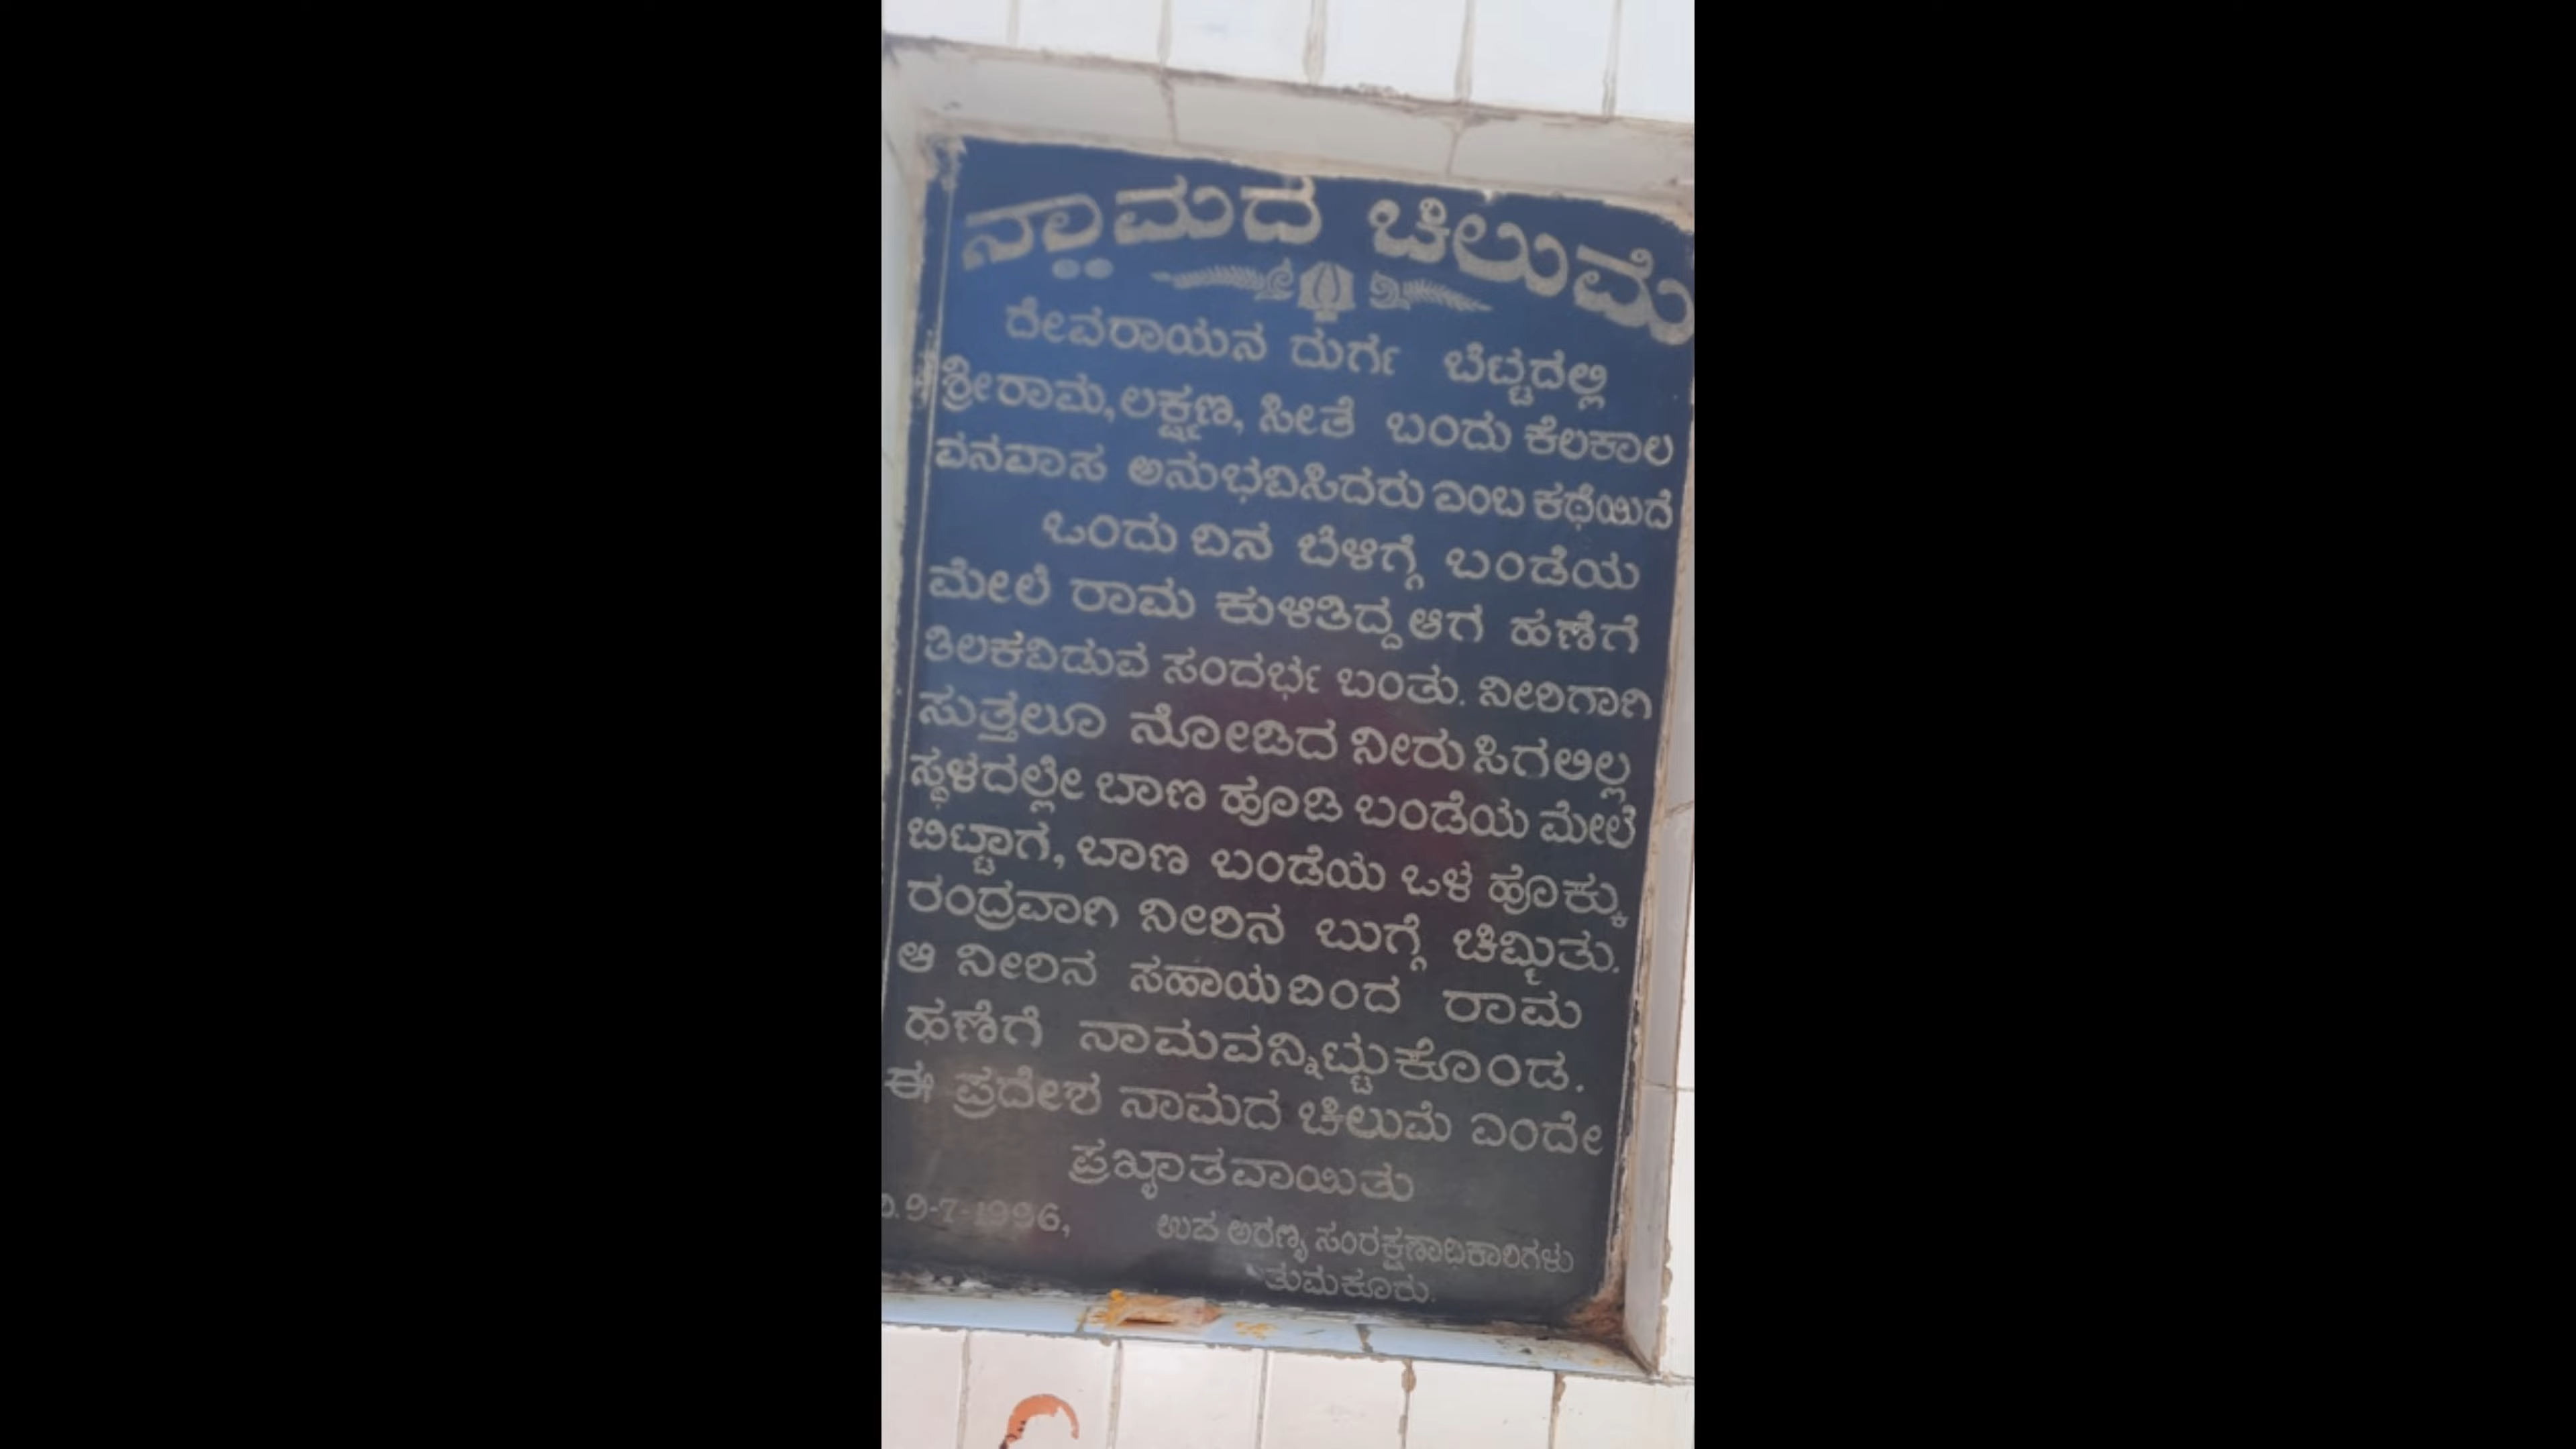 ನಾಮದ ಚಿಲುಮೆ
ದೇವರಾಯನ ದುರ್ಗ ಬೆಟ್ಟದಲ್ಲಿ
ಶ್ರೀರಾಮ, ಲಕ್ಷ್ಮಣ, ಸೀತೆ ಬಂದು ಕೆಲಕಾಲ
ವನವಾಸ ಅನುಭವಿಸಿದರು ಎಂಬ ಕಥೆಯಿದೆ
ಒಂದು ದಿನ ಬೆಳಿಗ್ಗೆ ಬಂಡೆಯ
ಮೇಲೆ ರಾಮ ಕುಳಿತಿದ್ದ ಆಗ ಹಣೆಗೆ
ತಿಲಕವಿಡುವ ಸಂದರ್ಭ ಬಂತು. ನೀರಿಗಾಗಿ
ಸುತ್ತಲೂ ನೋಡಿದ ನೀರು ಸಿಗಲಿಲ್ಲ
ಸ್ಥಳದಲ್ಲೀ ಬಾಣ ಹೂಡಿ ಬಂಡೆಯ ಮೇಲೆ
ಬಿಟ್ಟಾಗ, ಬಾಣ ಬಂಡೆಯ ಒಳ ಹೊಕ್ಕು
ರಂದ್ರವಾಗಿ ನೀರಿನ ಬುಗ್ಗೆ ಚಿಮ್ಮಿತು.
ಆ ನೀರಿನ ಸಹಾಯದಿಂದ ರಾಮ
ಹಣೆಗೆ ನಾಮವನ್ನಿಟ್ಟುಕೊಂಡ.
ಈ ಪ್ರದೇಶ ನಾಮದ ಚಿಲುಮೆ ಎಂದೇ
ಪ್ರಖ್ಯಾತವಾಯಿತು
ದಿ. 9-7-1996, ಉಪ ಅರಣ್ಯ ಸಂರಕ್ಷಣಾಧಿಕಾರಿಗಳು
ತುಮಕೂರು.